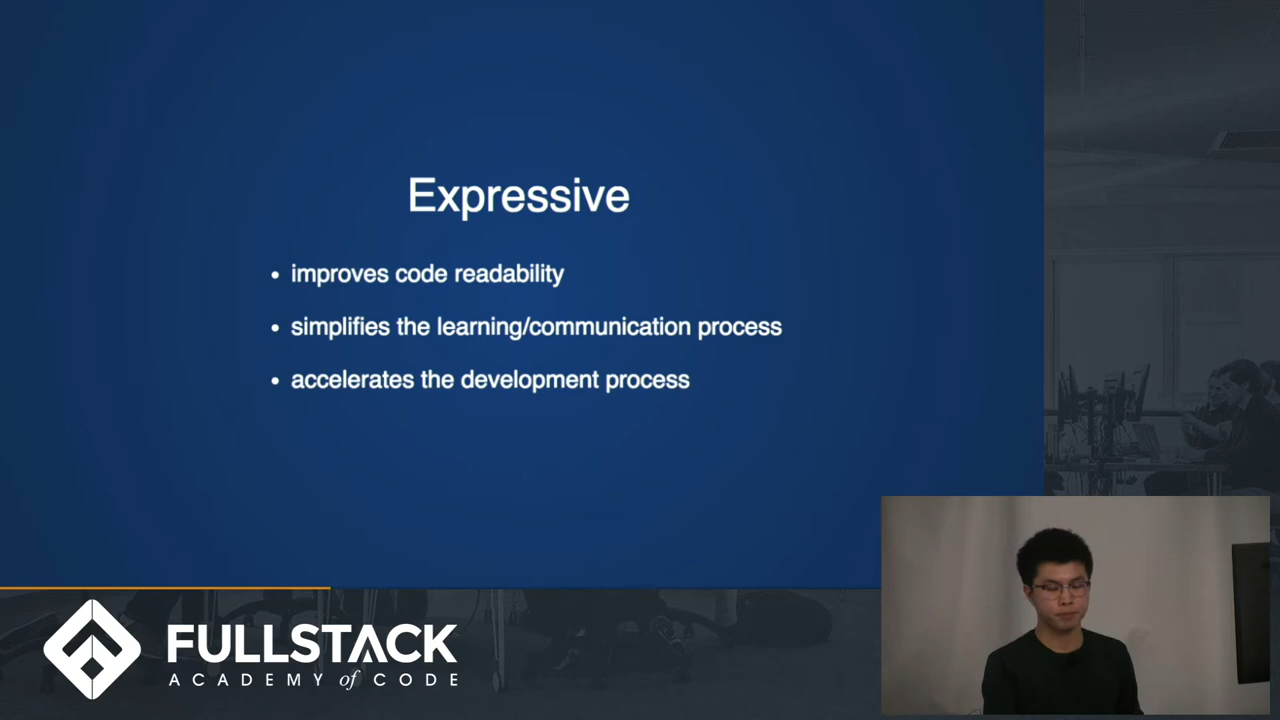 Expressive
• improves code readability
• simplifies the learning/communication process
• accelerates the development process
FULLSTACK
ACADEMY of CODE